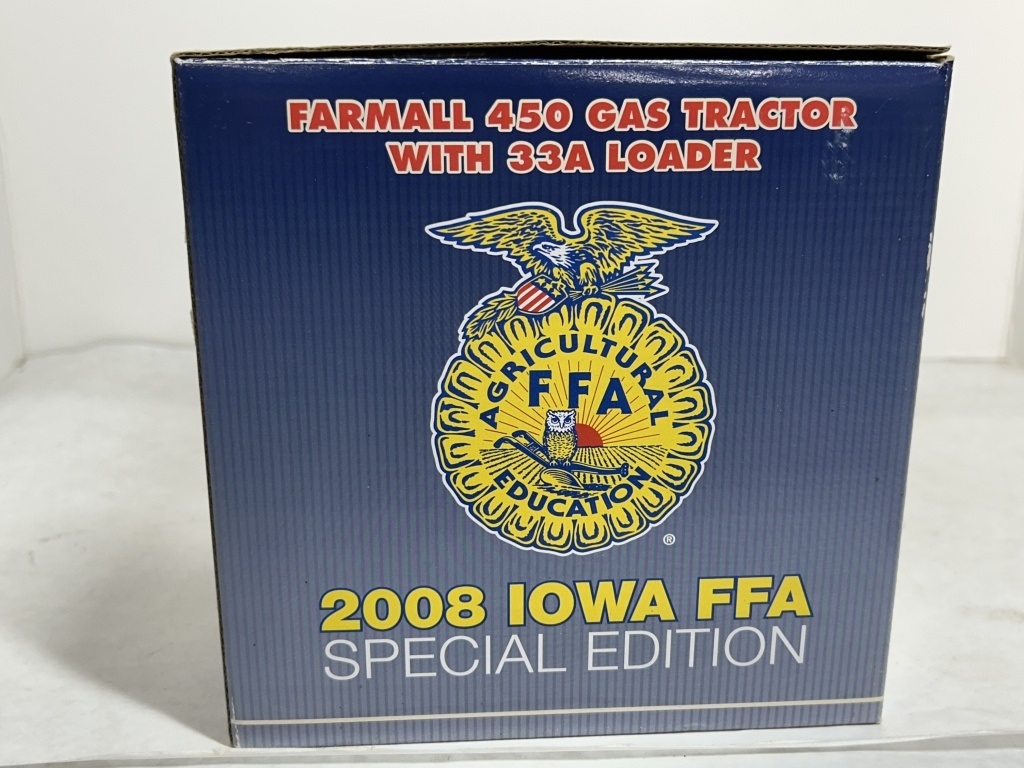 FARMALL 450 GAS TRACTOR
WITH 33A LOADER
AGRICULTURAL
FFA
EDUCATION
®
2008 IOWA FFA
SPECIAL EDITION